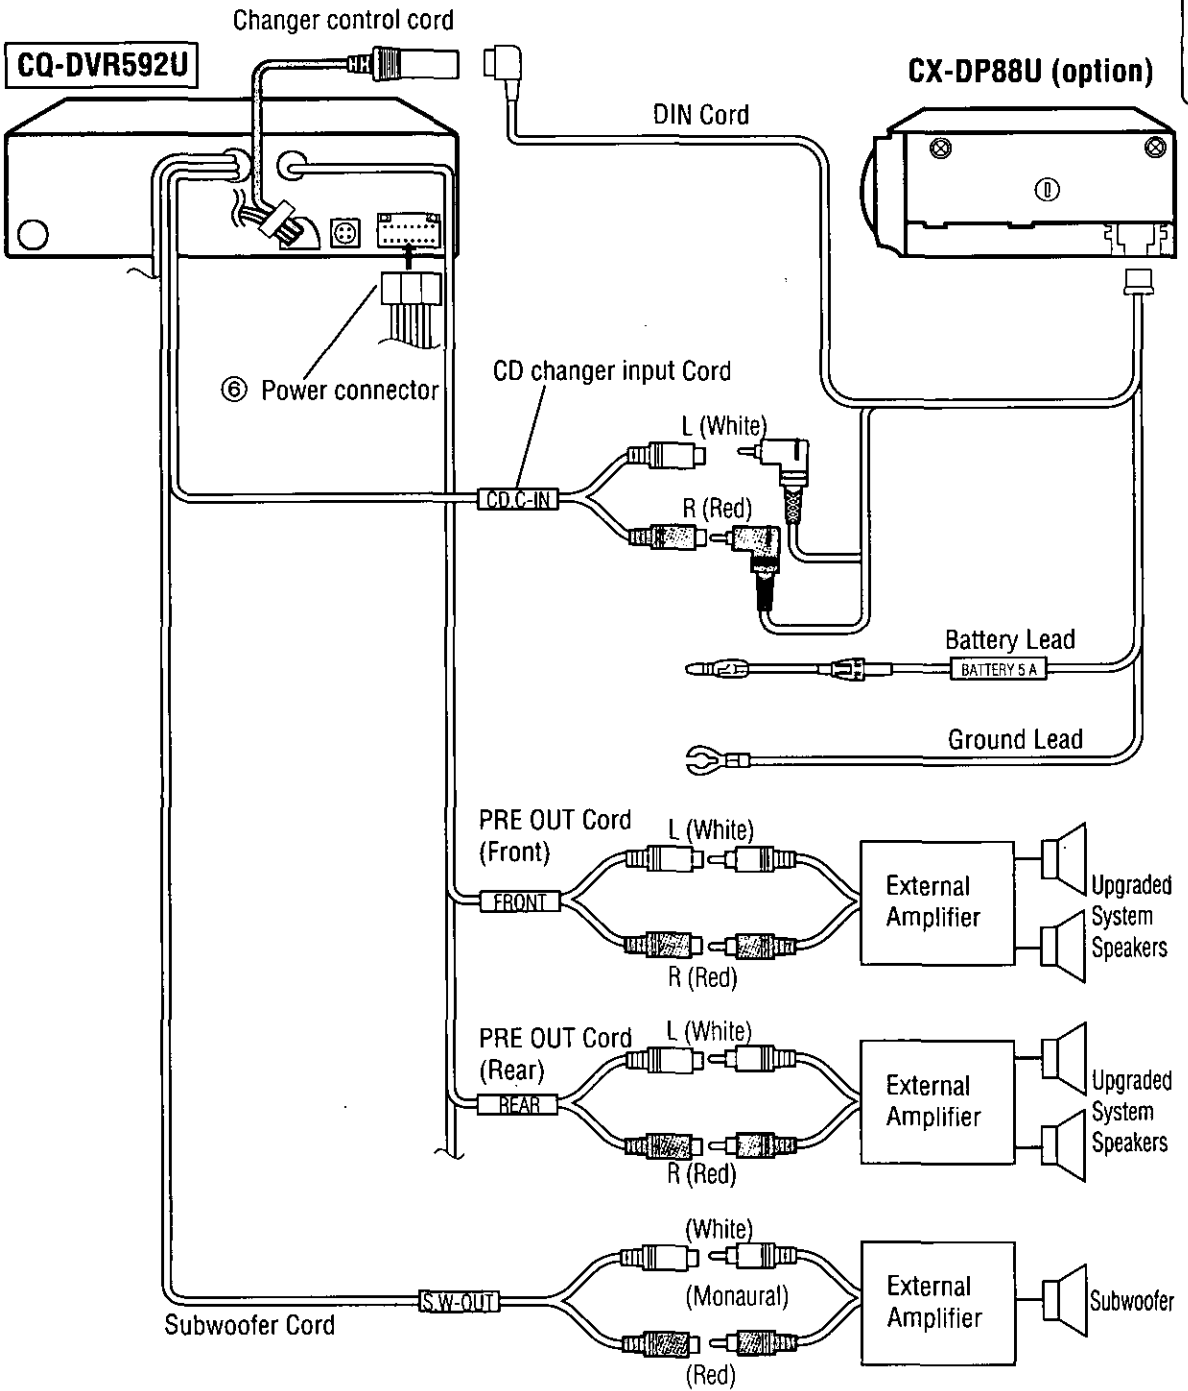 Changer control cord
CQ-DVR592U
CX-DP88U (option)
DIN Cord
⑥ Power connector
CD changer input Cord
L (White)
CD.C-IN
R (Red)
Battery Lead
BATTERY 5 A
Ground Lead
PRE OUT Cord
(Front)
L (White)
FRONT
R (Red)
External
Amplifier
Upgraded
System
Speakers
PRE OUT Cord
(Rear)
L (White)
REAR
R (Red)
External
Amplifier
Upgraded
System
Speakers
(White)
S.W-OUT
(Monaural)
Subwoofer Cord
(Red)
External
Amplifier
Subwoofer